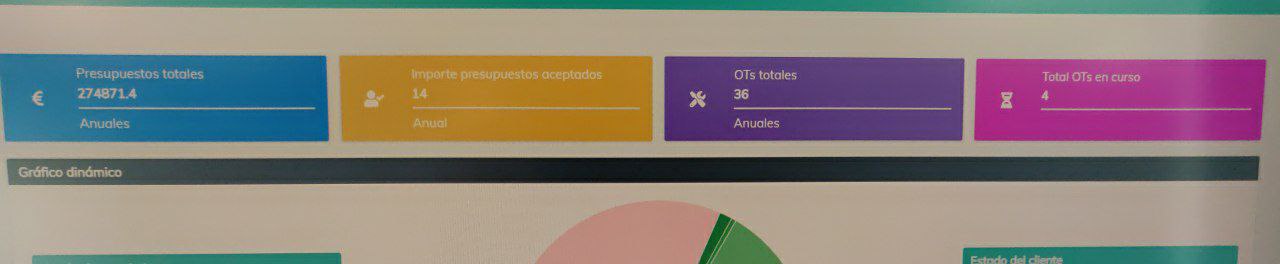 Presupuestos totales
274871.4
Anuales
Importe presupuestos aceptados
14
Anual
OTs totales
36
Anuales
Total OTs en curso
4
Gráfico dinámico
Estado del cliente